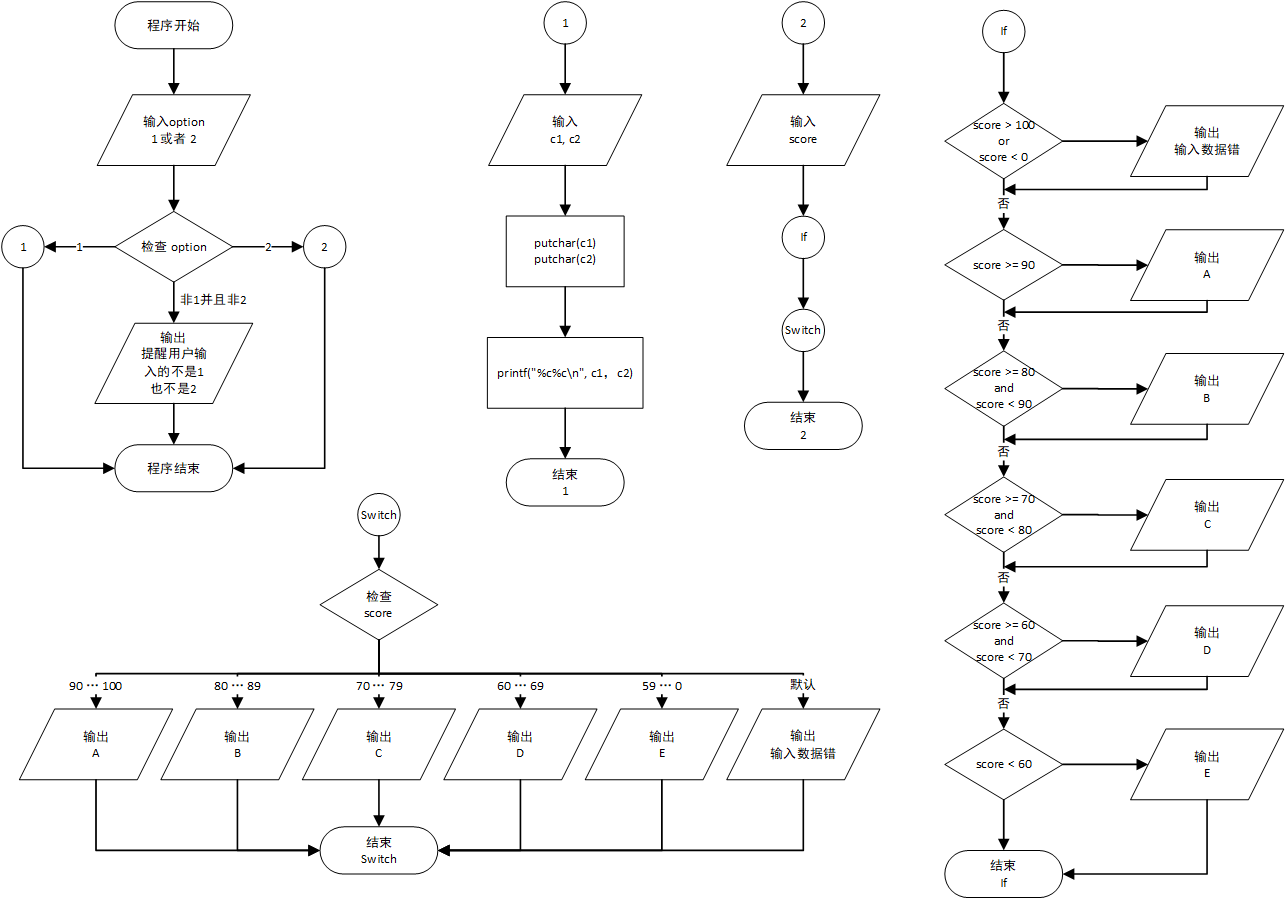 程序开始
输入option
1 或者 2
1
1
检查 option
2
2
非1并且非2
输出
提醒用户输
入的不是1
也不是2
程序结束
1
输入
c1, c2
putchar(c1)
putchar(c2)
printf("%c%c\n", c1， c2)
结束
1
2
输入
score
If
Switch
结束
2
Switch
检查
score
90 … 100
80 … 89
70 … 79
60 … 69
59 … 0
默认
输出
A
输出
B
输出
C
输出
D
输出
E
输出
输入数据错
结束
Switch
If
score > 100
or
score < 0
输出
输入数据错
否
score >= 90
输出
A
否
score >= 80
and
score < 90
输出
B
否
score >= 70
and
score < 80
输出
C
否
score >= 60
and
score < 70
输出
D
否
score < 60
输出
E
结束
If